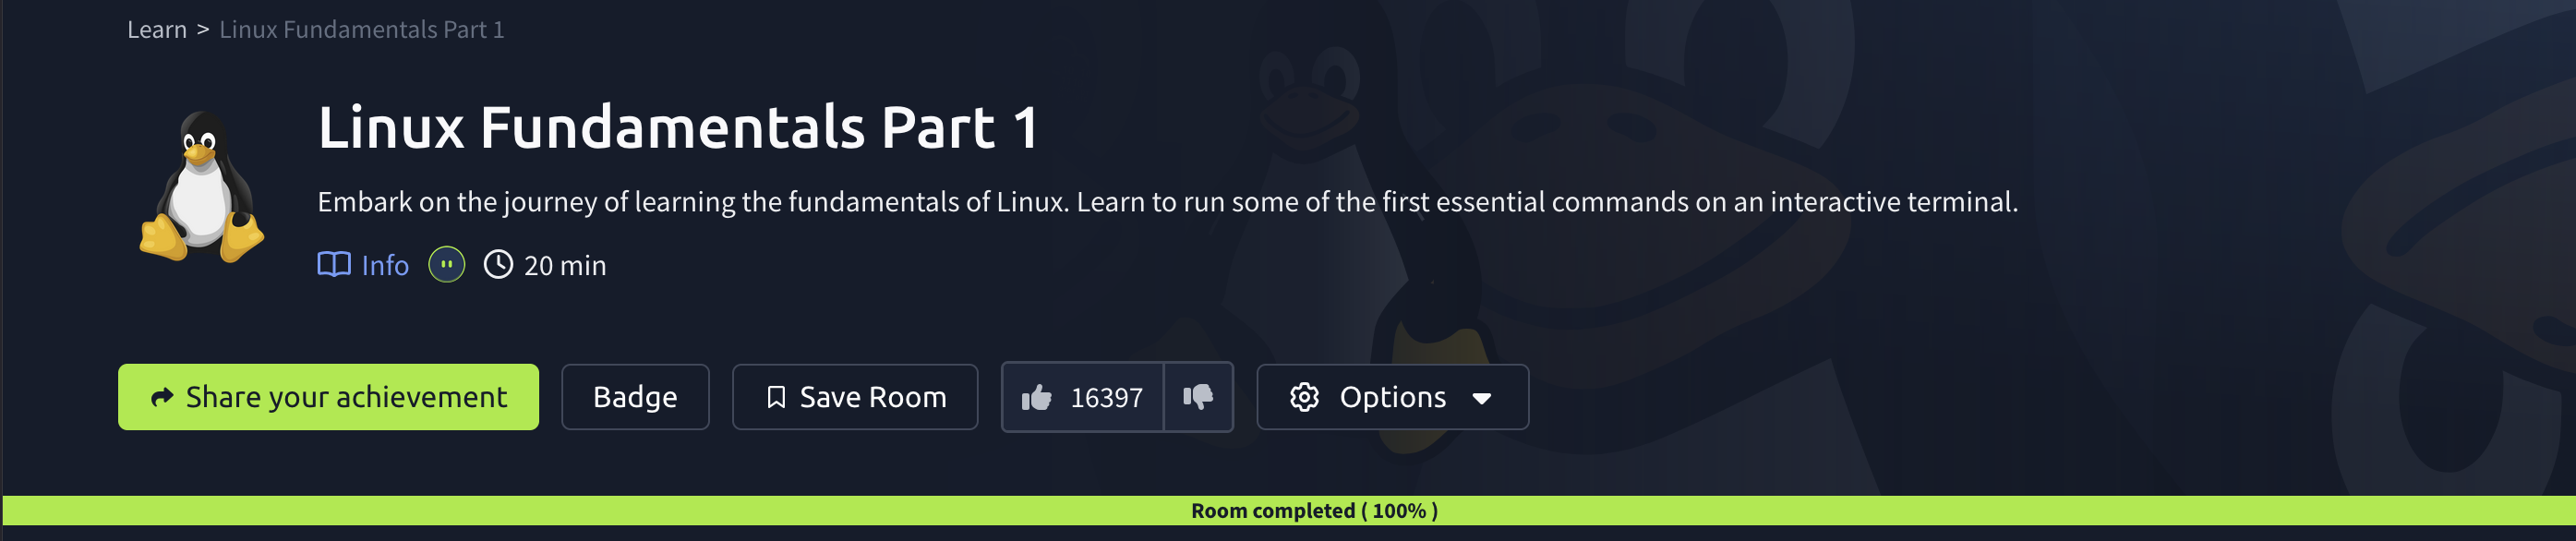 Learn > Linux Fundamentals Part 1
Linux Fundamentals Part 1
Embark on the journey of learning the fundamentals of Linux. Learn to run some of the first essential commands on an interactive terminal.
Info 20 min
Share your achievement Badge Save Room 16397 Options
Room completed ( 100% )